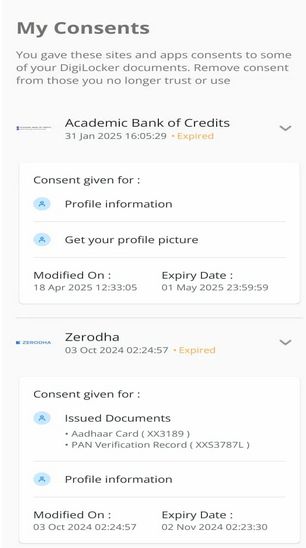 My Consents
You gave these sites and apps consents to some
of your DigiLocker documents. Remove consent
from those you no longer trust or use
Academic Bank of Credits
31 Jan 2025 16:05:29 • Expired
Consent given for :
Profile information
Get your profile picture
Modified On : Expiry Date :
18 Apr 2025 12:33:05 01 May 2025 23:59:59
Zerodha
ZERODHA
03 Oct 2024 02:24:57 • Expired
Consent given for :
Issued Documents
• Aadhaar Card ( XX3189 )
• PAN Verification Record ( XXS3787L )
Profile information
Modified On : Expiry Date :
03 Oct 2024 02:24:57 02 Nov 2024 02:23:30